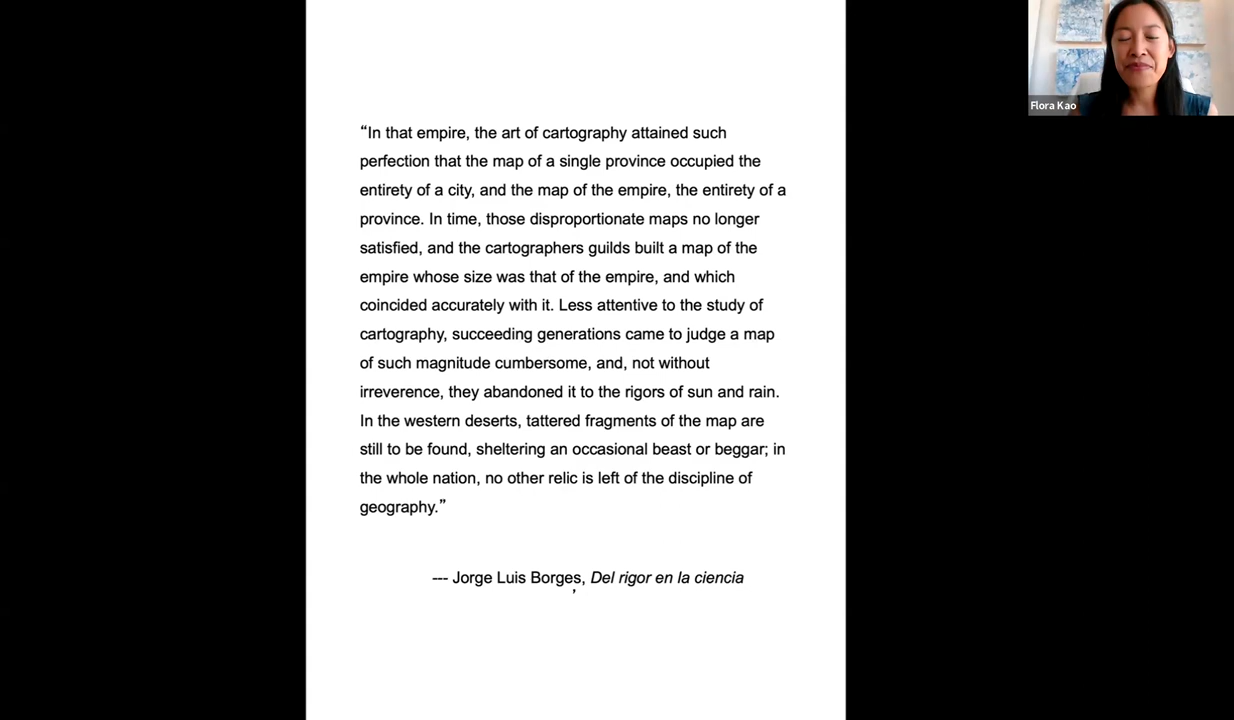 “In that empire, the art of cartography attained such
perfection that the map of a single province occupied the
entirety of a city, and the map of the empire, the entirety of a
province. In time, those disproportionate maps no longer
satisfied, and the cartographers guilds built a map of the
empire whose size was that of the empire, and which
coincided accurately with it. Less attentive to the study of
cartography, succeeding generations came to judge a map
of such magnitude cumbersome, and, not without
irreverence, they abandoned it to the rigors of sun and rain.
In the western deserts, tattered fragments of the map are
still to be found, sheltering an occasional beast or beggar; in
the whole nation, no other relic is left of the discipline of
geography.”
--- Jorge Luis Borges, Del rigor en la ciencia
,
Flora Kao